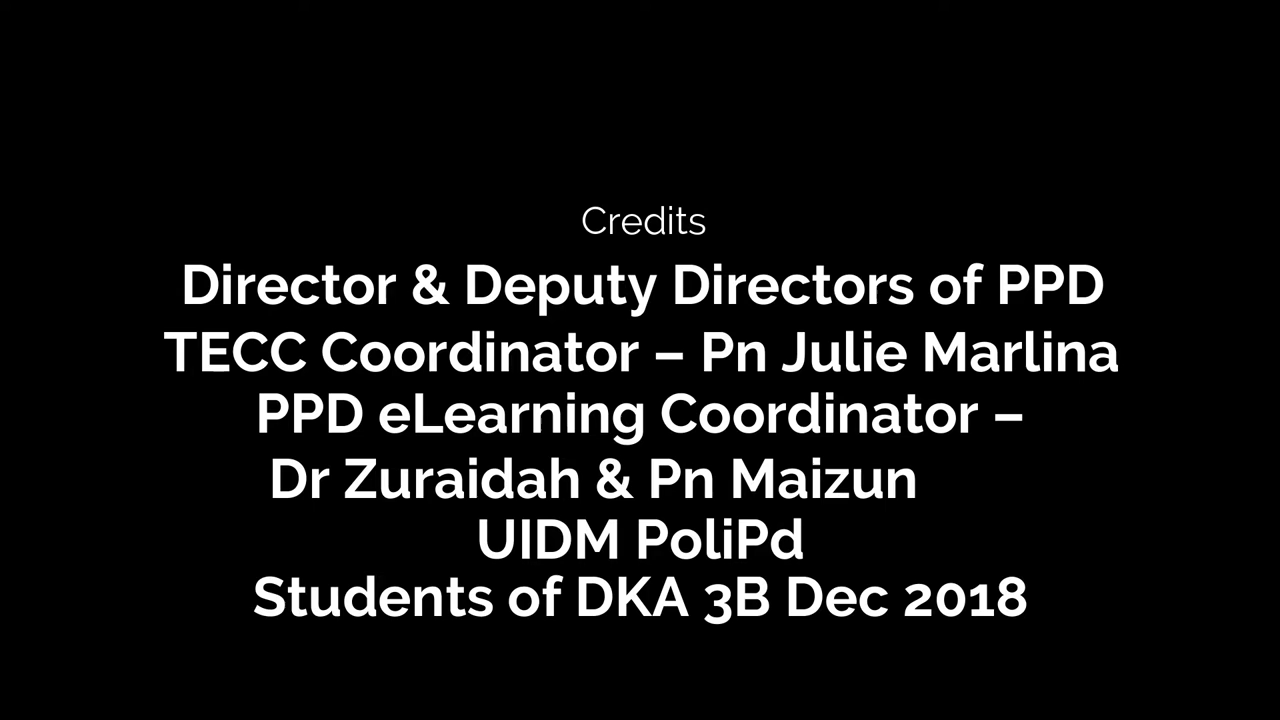 Credits
Director & Deputy Directors of PPD
TECC Coordinator – Pn Julie Marlina
PPD eLearning Coordinator –
Dr Zuraidah & Pn Maizun
UIDM PoliPd
Students of DKA 3B Dec 2018